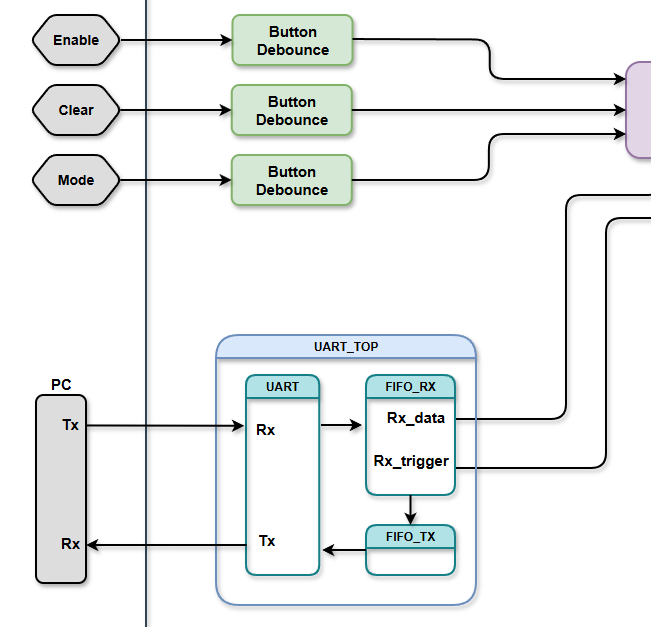 Enable
Button
Debounce
Clear
Button
Debounce
Mode
Button
Debounce
UART_TOP
PC
UART
FIFO_RX
Tx
Rx
Rx_data
Rx_trigger
Rx
Tx
FIFO_TX